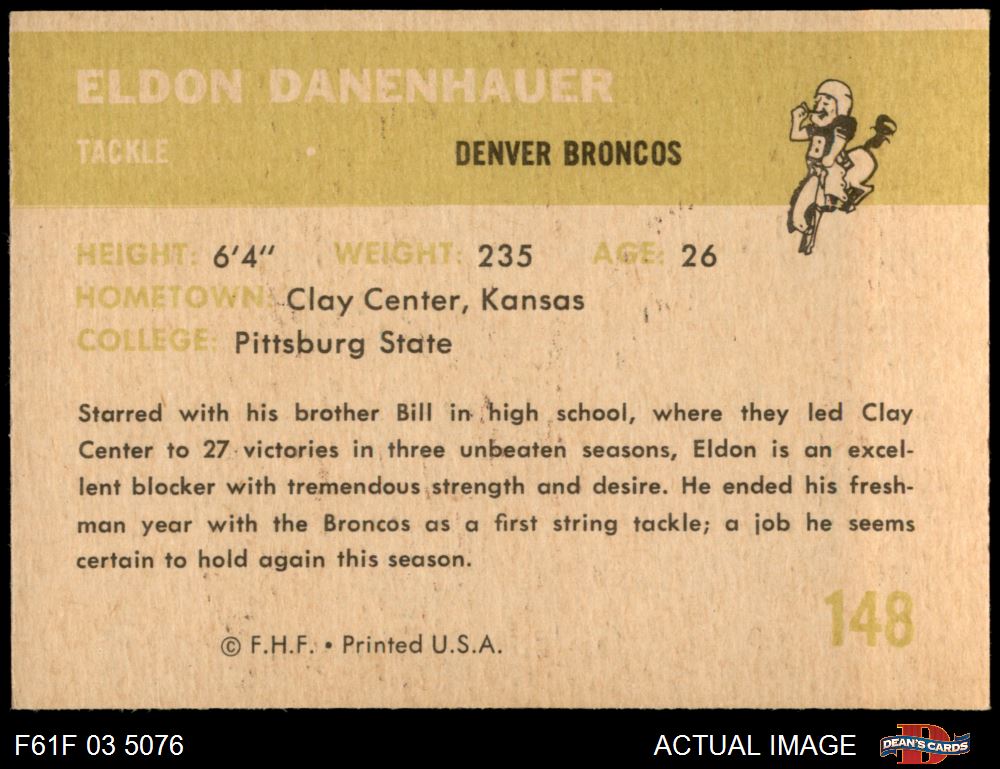 ELDON DANENHAUER
TACKLE DENVER BRONCOS
HEIGHT: 6'4" WEIGHT: 235 AGE: 26
HOMETOWN: Clay Center, Kansas
COLLEGE: Pittsburg State
Starred with his brother Bill in high school, where they led Clay
Center to 27 victories in three unbeaten seasons, Eldon is an excel-
lent blocker with tremendous strength and desire. He ended his fresh-
man year with the Broncos as a first string tackle; a job he seems
certain to hold again this season.
148
© F.H.F. • Printed U.S.A.
F61F 03 5076 ACTUAL IMAGE DEAN'S CARDS